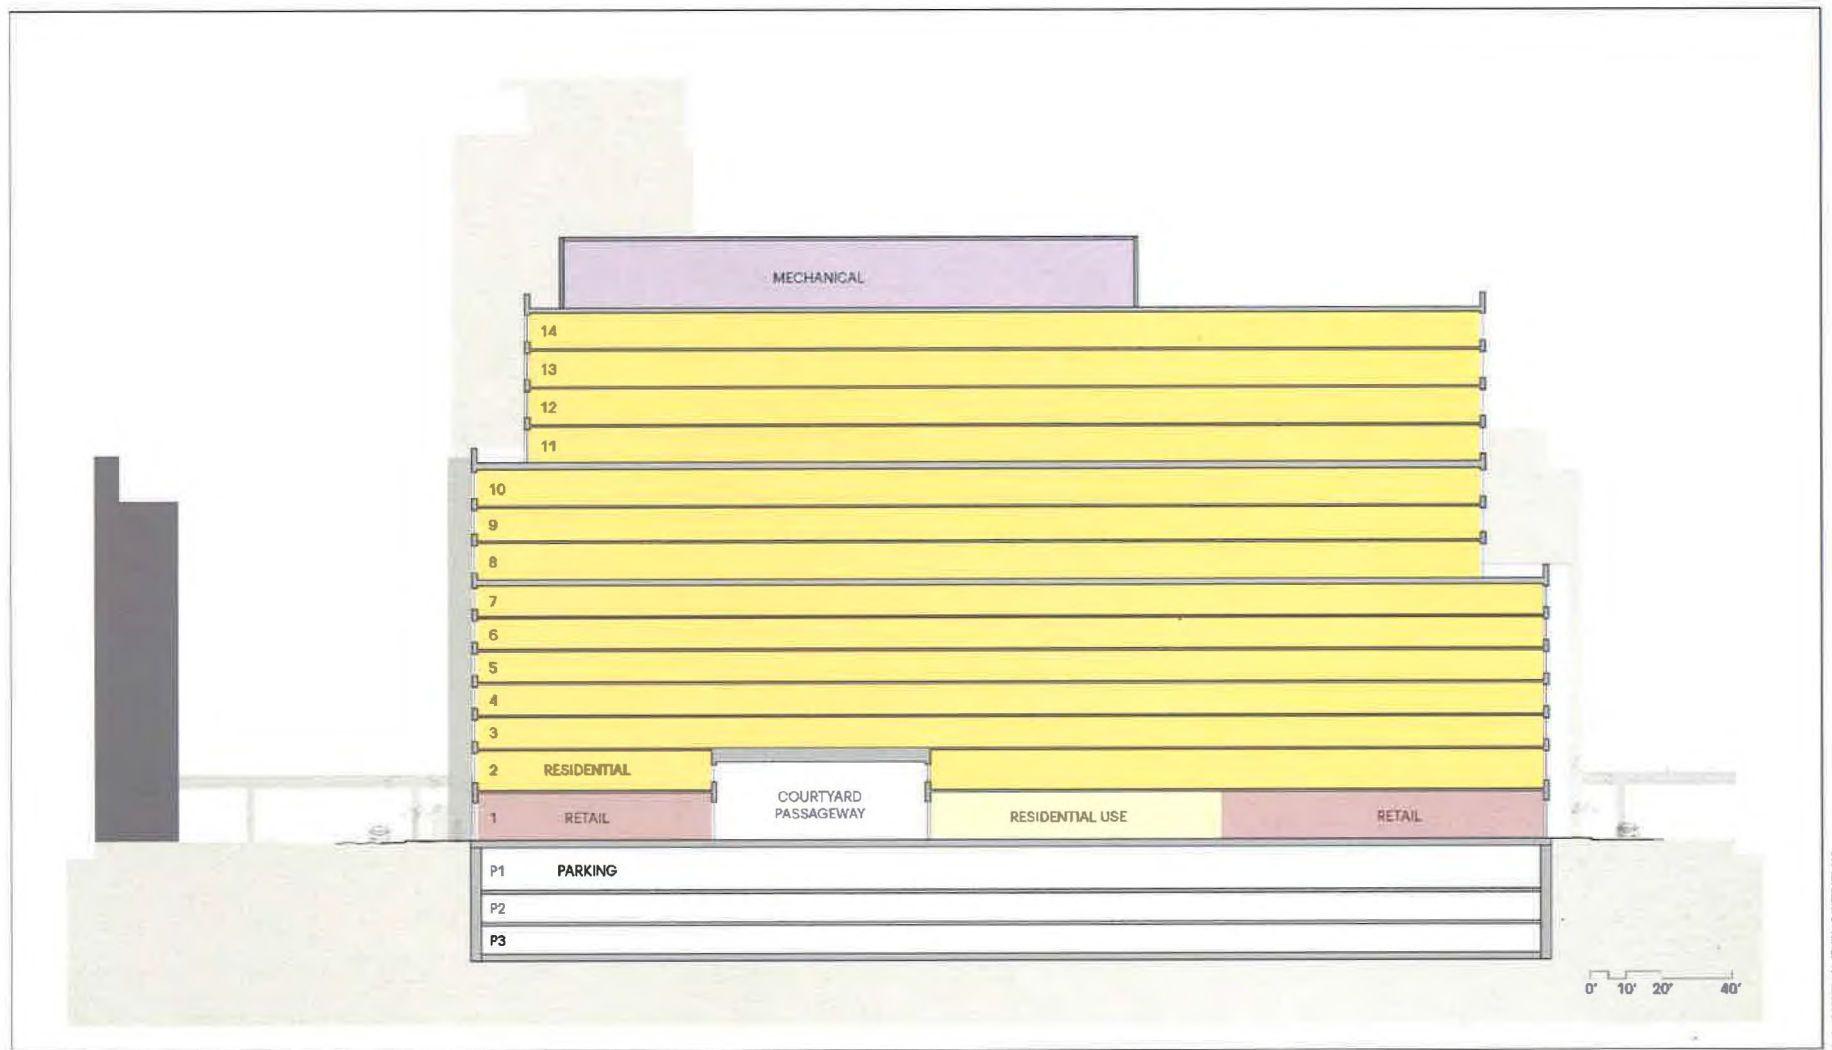 MECHANICAL
14
13
12
11
10
9
8
7
6
5
4
3
2 RESIDENTIAL
COURTYARD
PASSAGEWAY
1 RETAIL
RESIDENTIAL USE
RETAIL
P1 PARKING
P2
P3
0' 10' 20' 40'